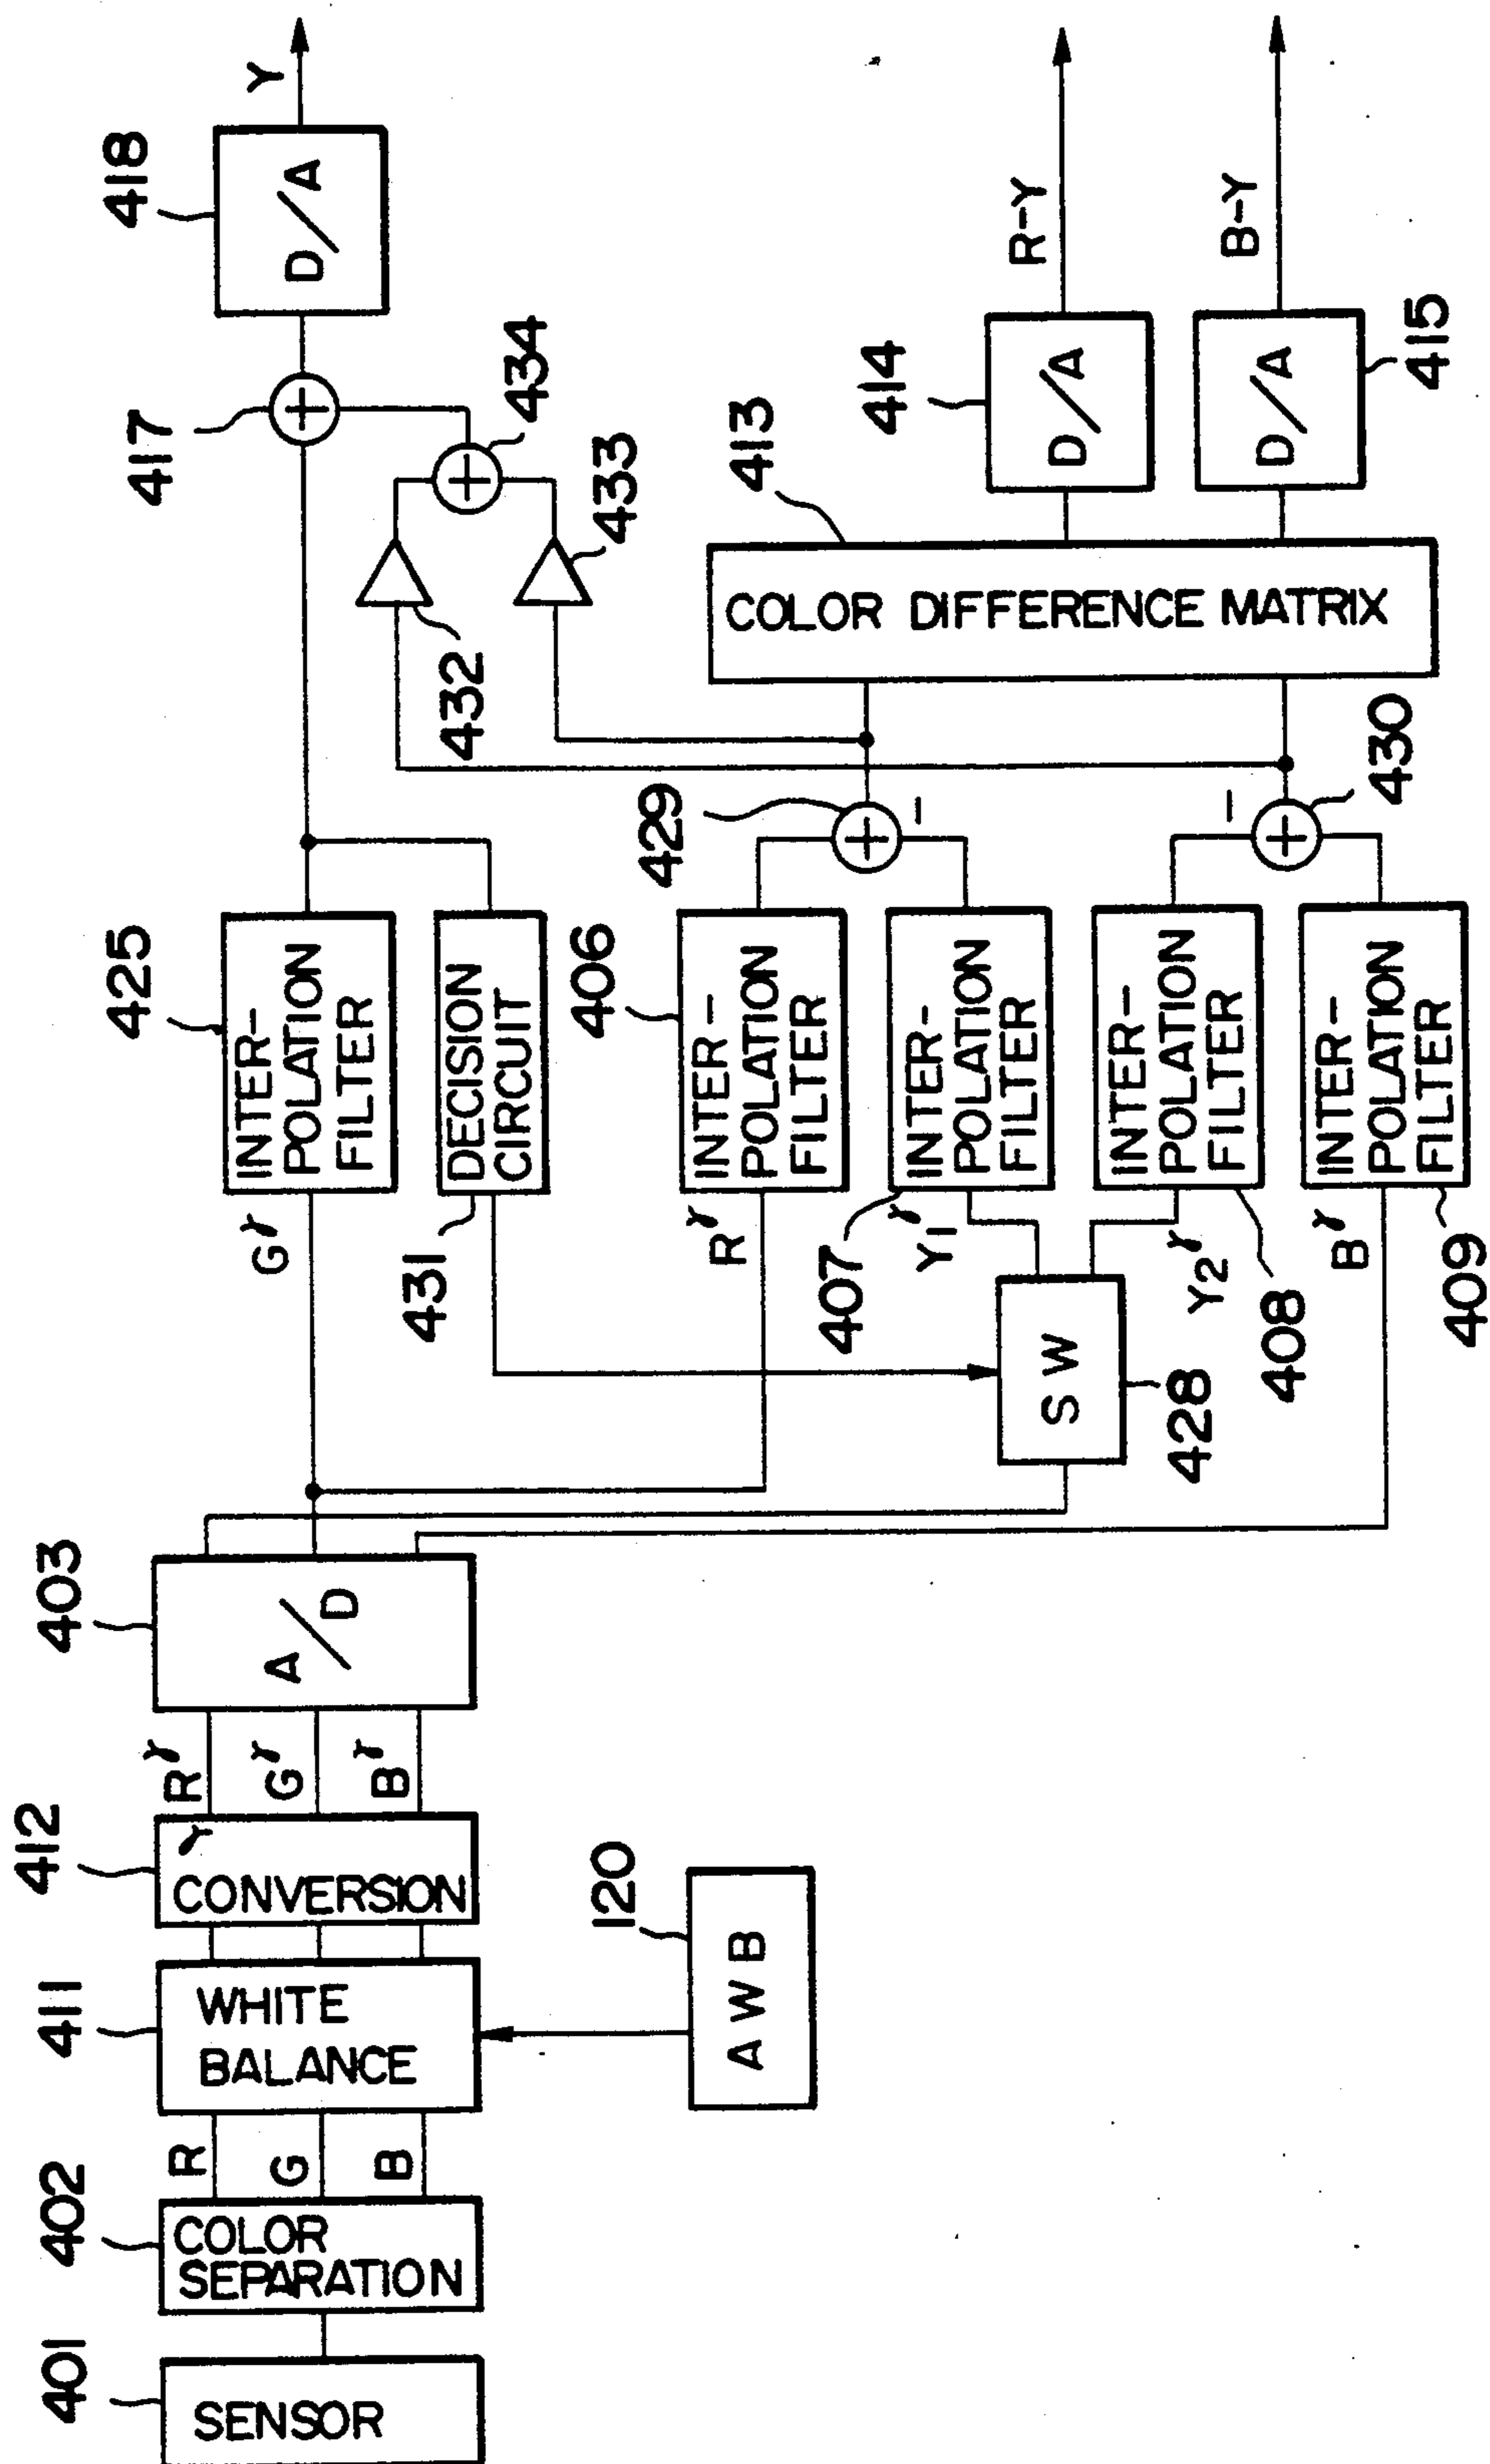 401
SENSOR
402
COLOR
SEPARATION
R
G
B
411
WHITE
BALANCE
120
AWB
412
γ
CONVERSION
Rγ
Gγ
Bγ
403
A/D
Gγ
425
INTER-
POLATION
FILTER
431
DECISION
CIRCUIT
428
SW
Rγ
406
INTER-
POLATION
FILTER
Y1γ
407
INTER-
POLATION
FILTER
Y2γ
408
INTER-
POLATION
FILTER
Bγ
409
INTER-
POLATION
FILTER
429
+
−
430
+
−
432
433
434
+
417
+
418
D/A
Y
413
COLOR DIFFERENCE MATRIX
414
D/A
R-Y
415
D/A
B-Y